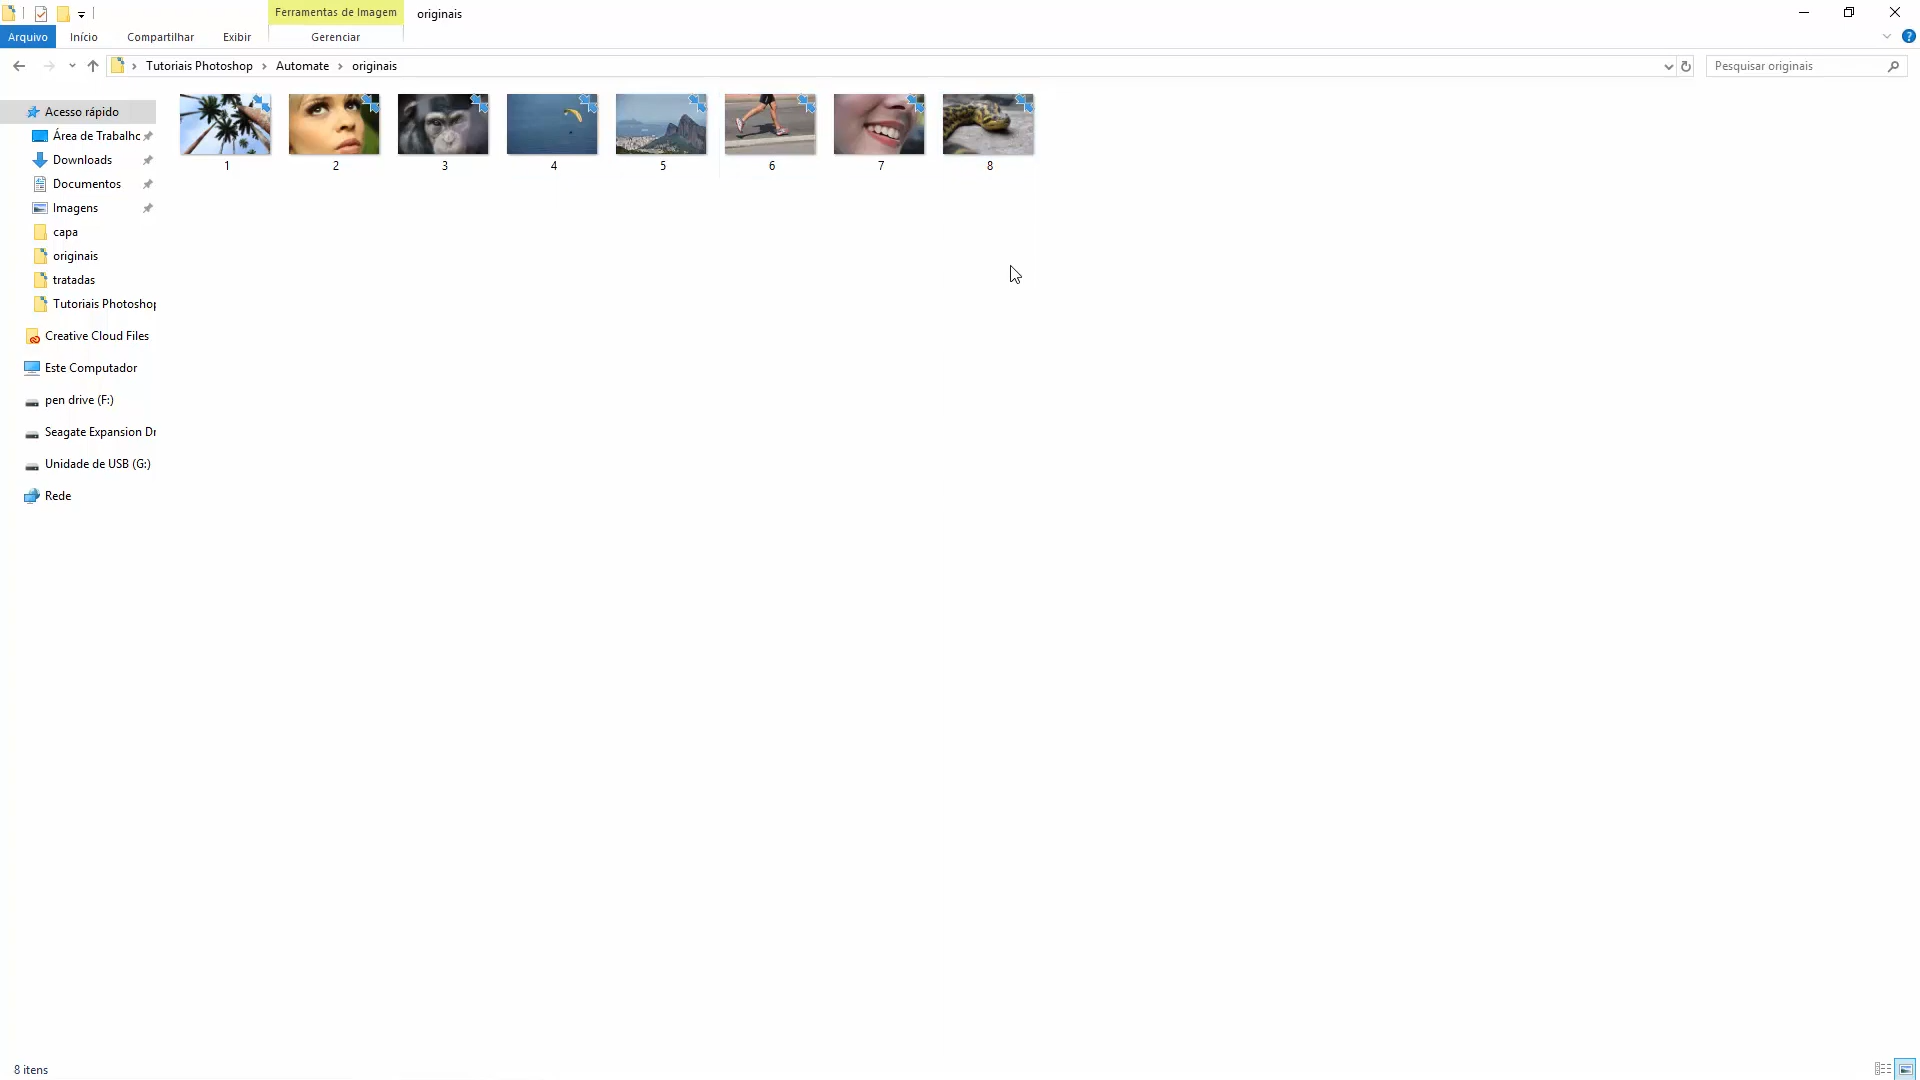 Ferramentas de Imagem
originais
Arquivo
Início
Compartilhar
Exibir
Gerenciar
Tutoriais Photoshop
Automate
originais
Pesquisar originais
Acesso rápido
Área de Trabalho
Downloads
Documentos
Imagens
capa
originais
tratadas
Tutoriais Photoshop
Creative Cloud Files
Este Computador
pen drive (F:)
Seagate Expansion Dr
Unidade de USB (G:)
Rede
1
2
3
4
5
6
7
8
8 itens